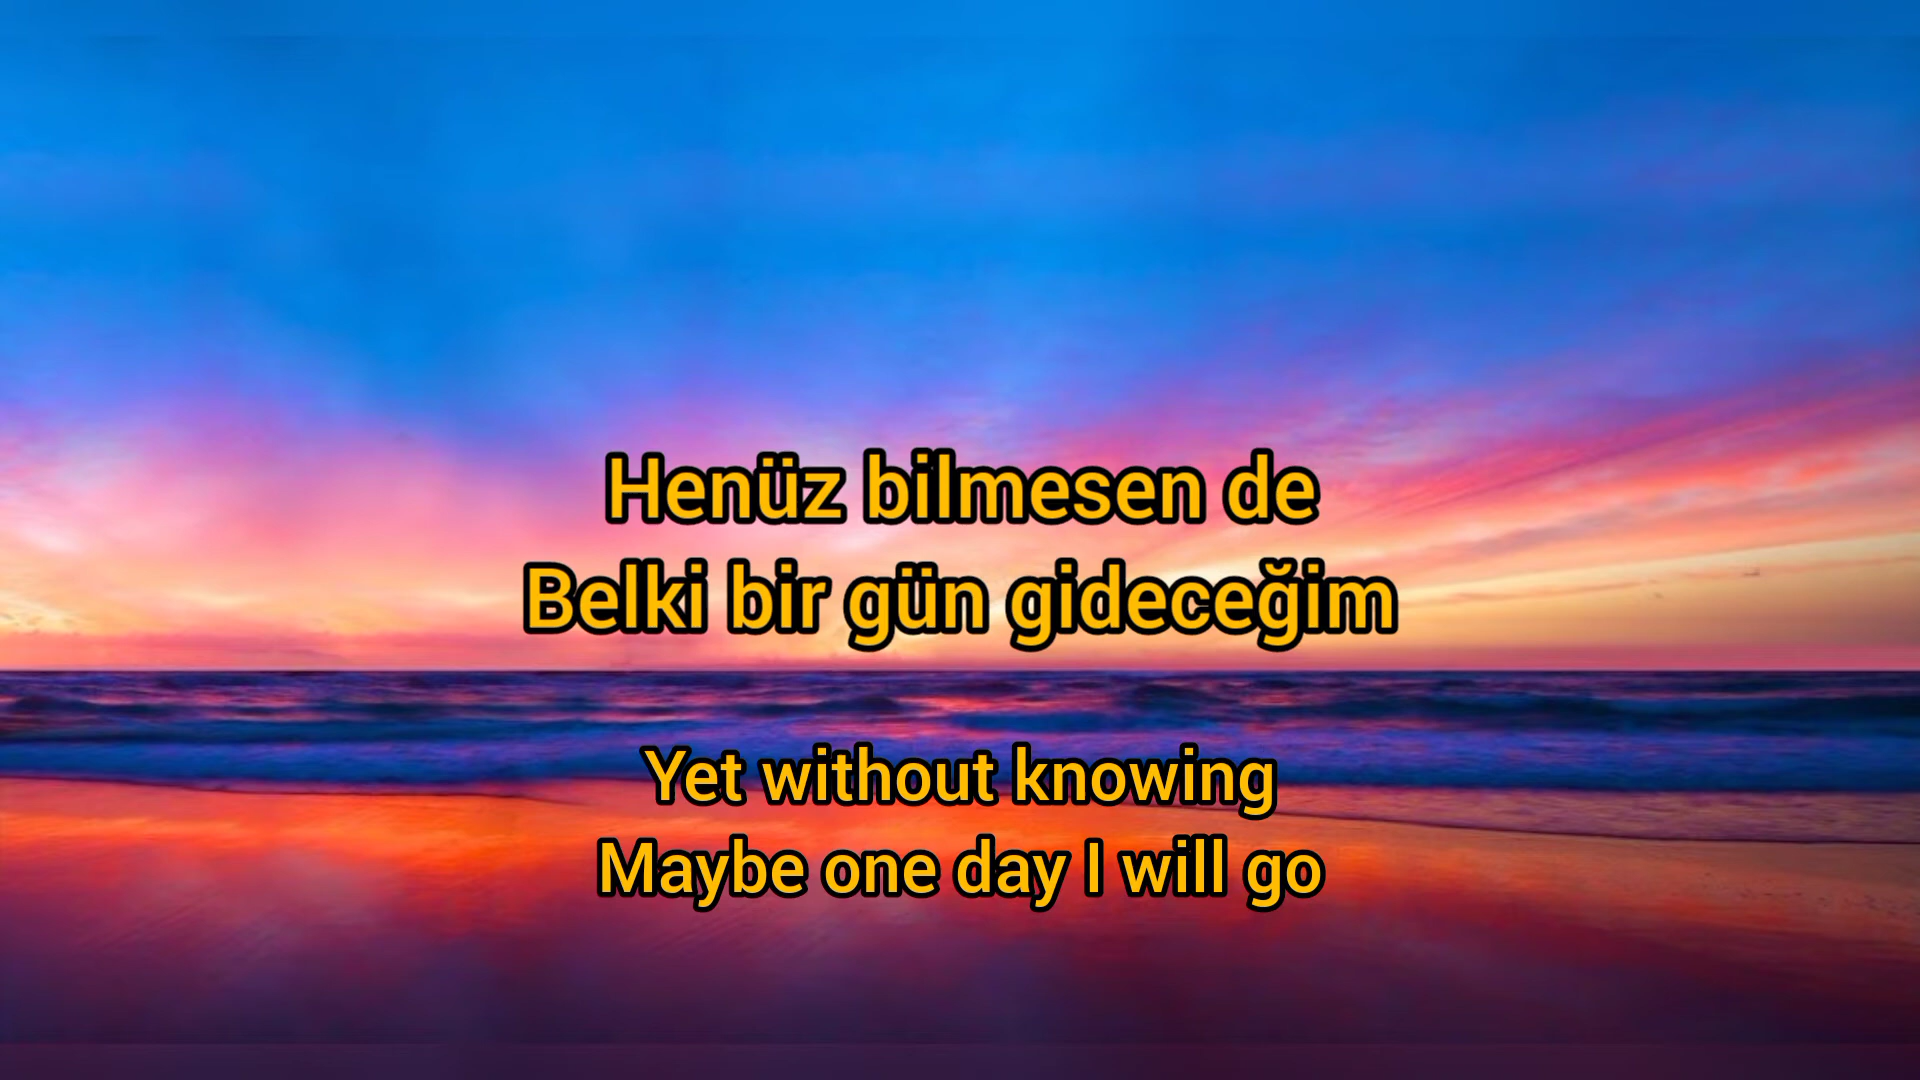 Henüz bilmesen de
Belki bir gün gideceğim
Yet without knowing
Maybe one day I will go